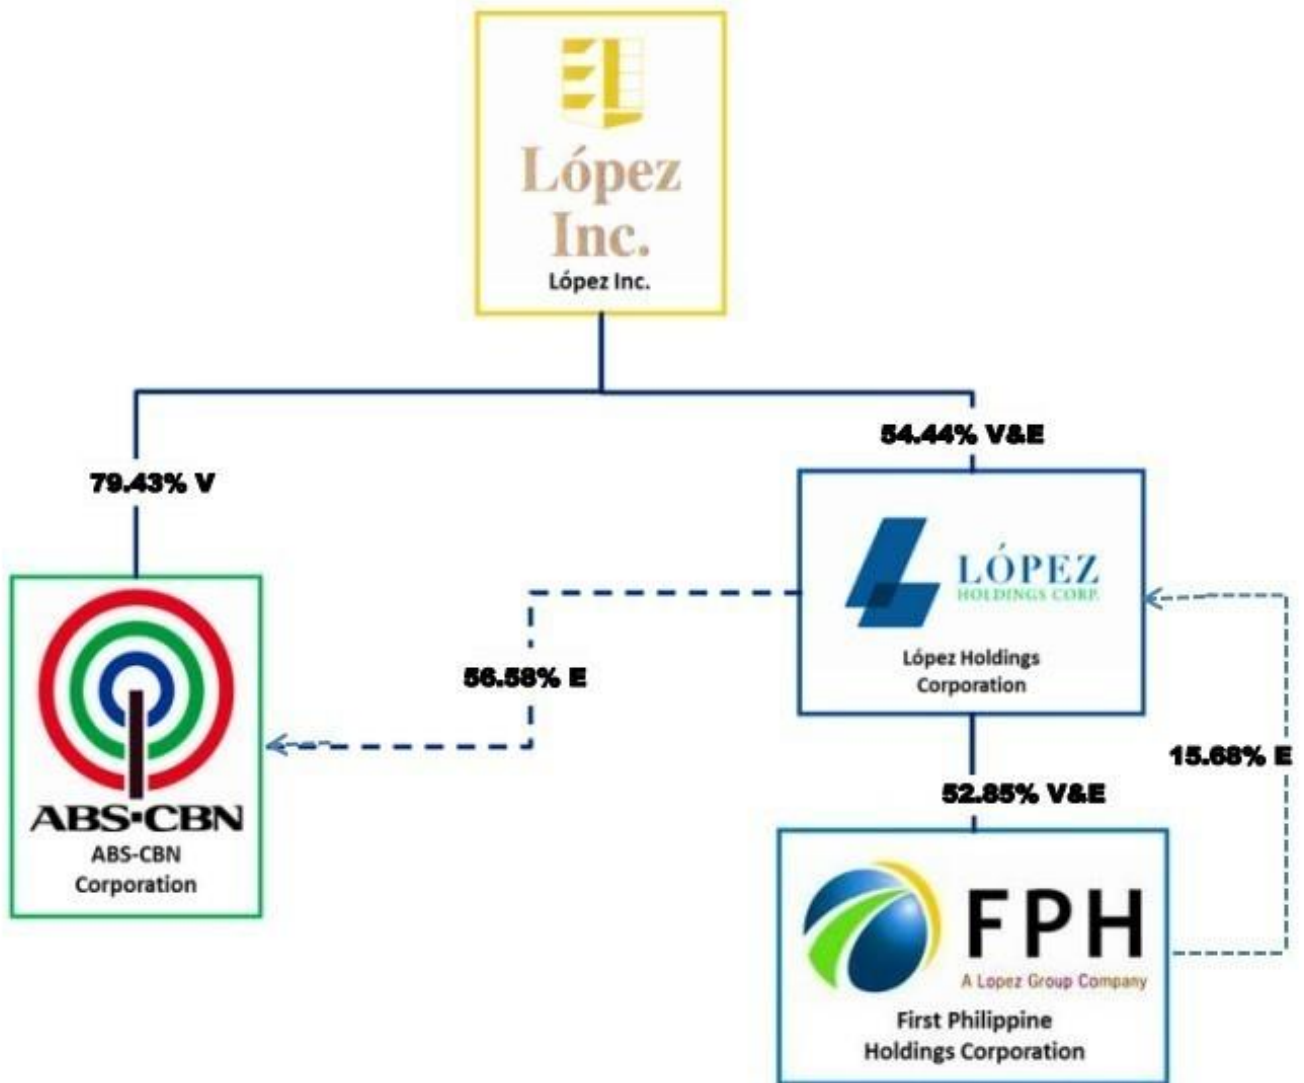 López
Inc.
López Inc.
54.44% V&E
79.43% V
LÓPEZ
HOLDINGS CORP.
López Holdings
Corporation
56.58% E
15.68% E
52.85% V&E
ABS-CBN
ABS-CBN
Corporation
FPH
A Lopez Group Company
First Philippine
Holdings Corporation